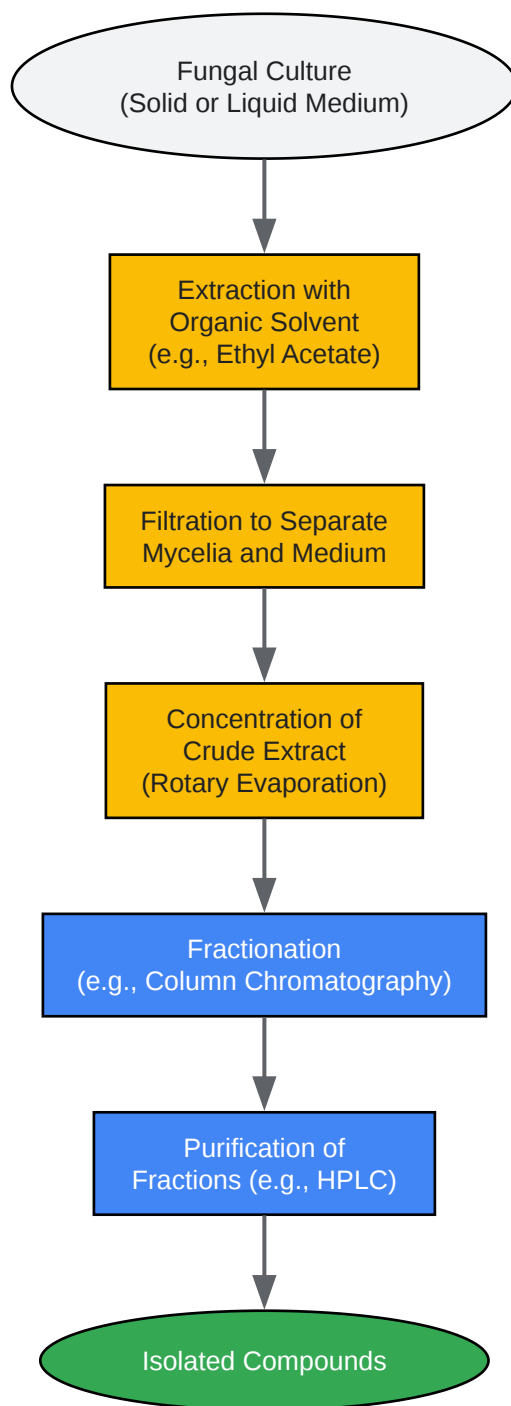 Fungal Culture
(Solid or Liquid Medium)
Extraction with
Organic Solvent
(e.g., Ethyl Acetate)
Filtration to Separate
Mycelia and Medium
Concentration of
Crude Extract
(Rotary Evaporation)
Fractionation
(e.g., Column Chromatography)
Purification of
Fractions (e.g., HPLC)
Isolated Compounds